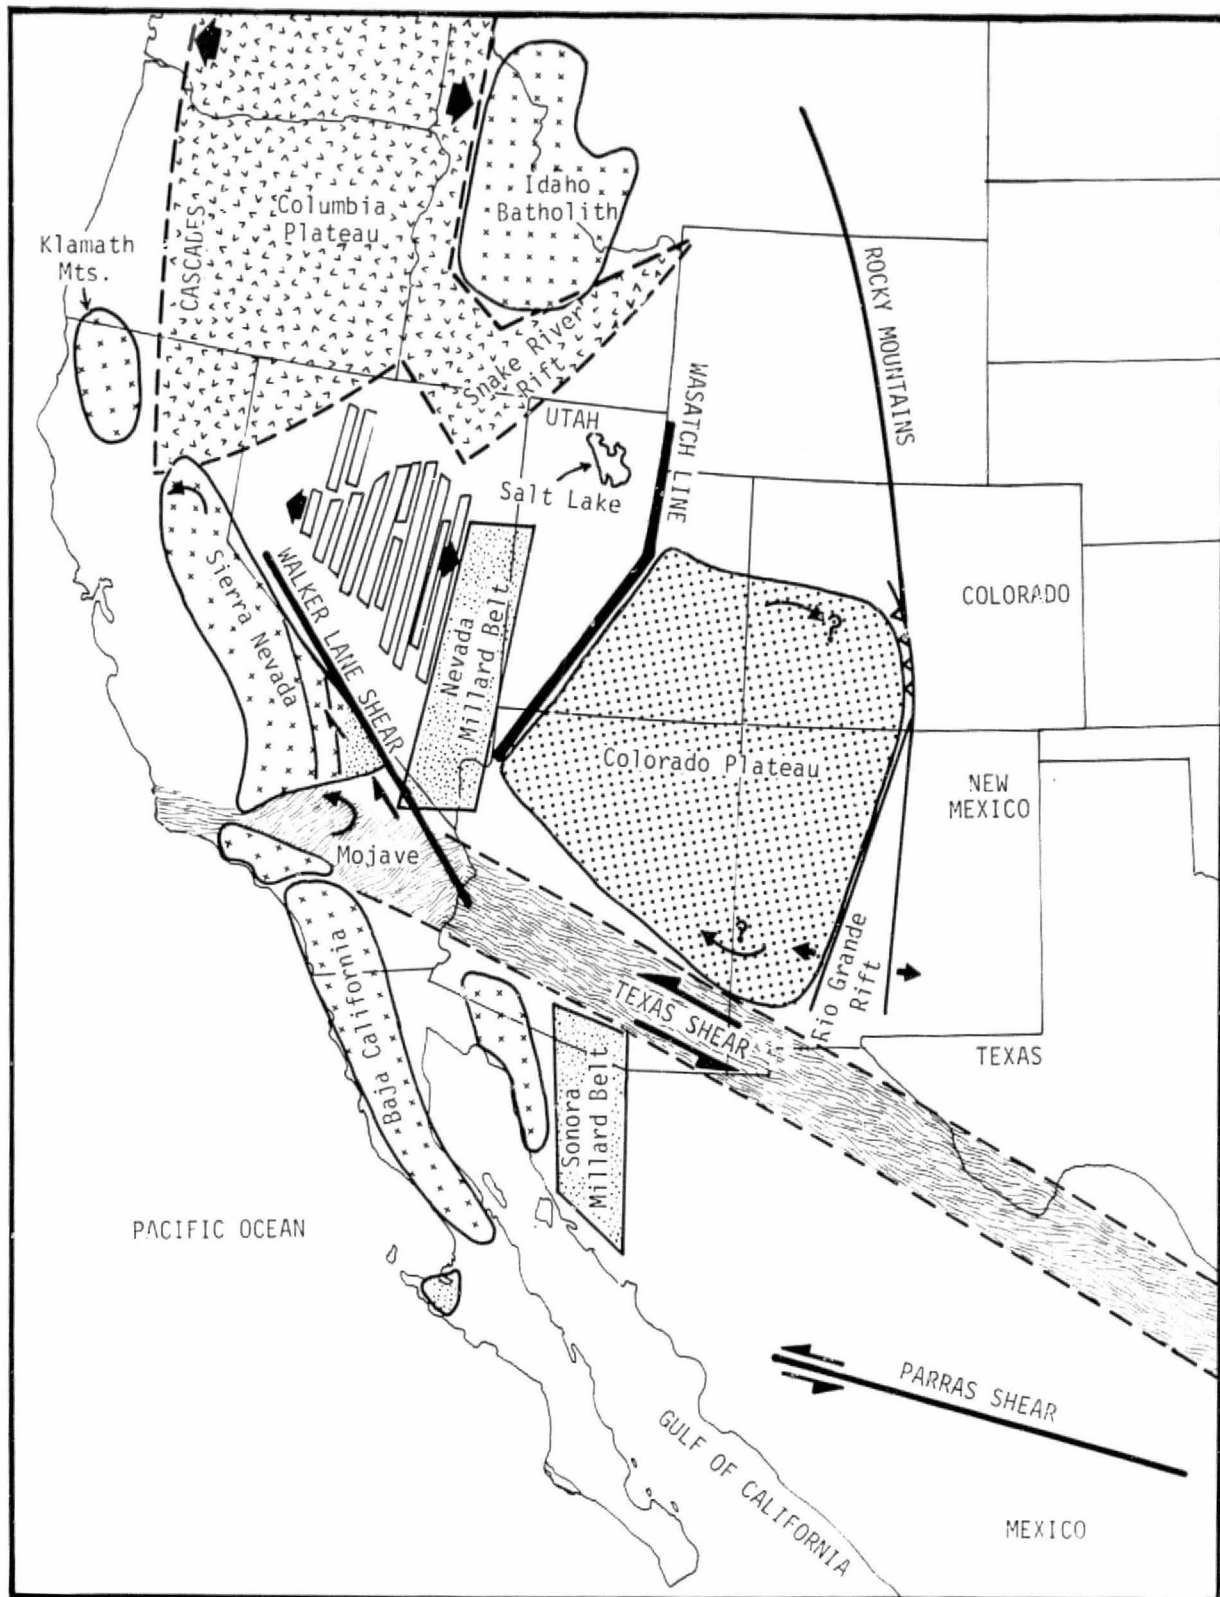 Idaho
Batholith
Columbia
Plateau
CASCADES
Klamath
Mts.
ROCKY MOUNTAINS
Snake River
Rift
WASATCH LINE
UTAH
Salt Lake
Sierra Nevada
WALKER LANE SHEAR
Nevada
Millard Belt
COLORADO
?
Colorado Plateau
NEW
MEXICO
Mojave
?
Rio Grande
Rift
TEXAS SHEAR
TEXAS
Baja California
Sonora
Millard Belt
PACIFIC OCEAN
PARRAS SHEAR
GULF OF CALIFORNIA
MEXICO